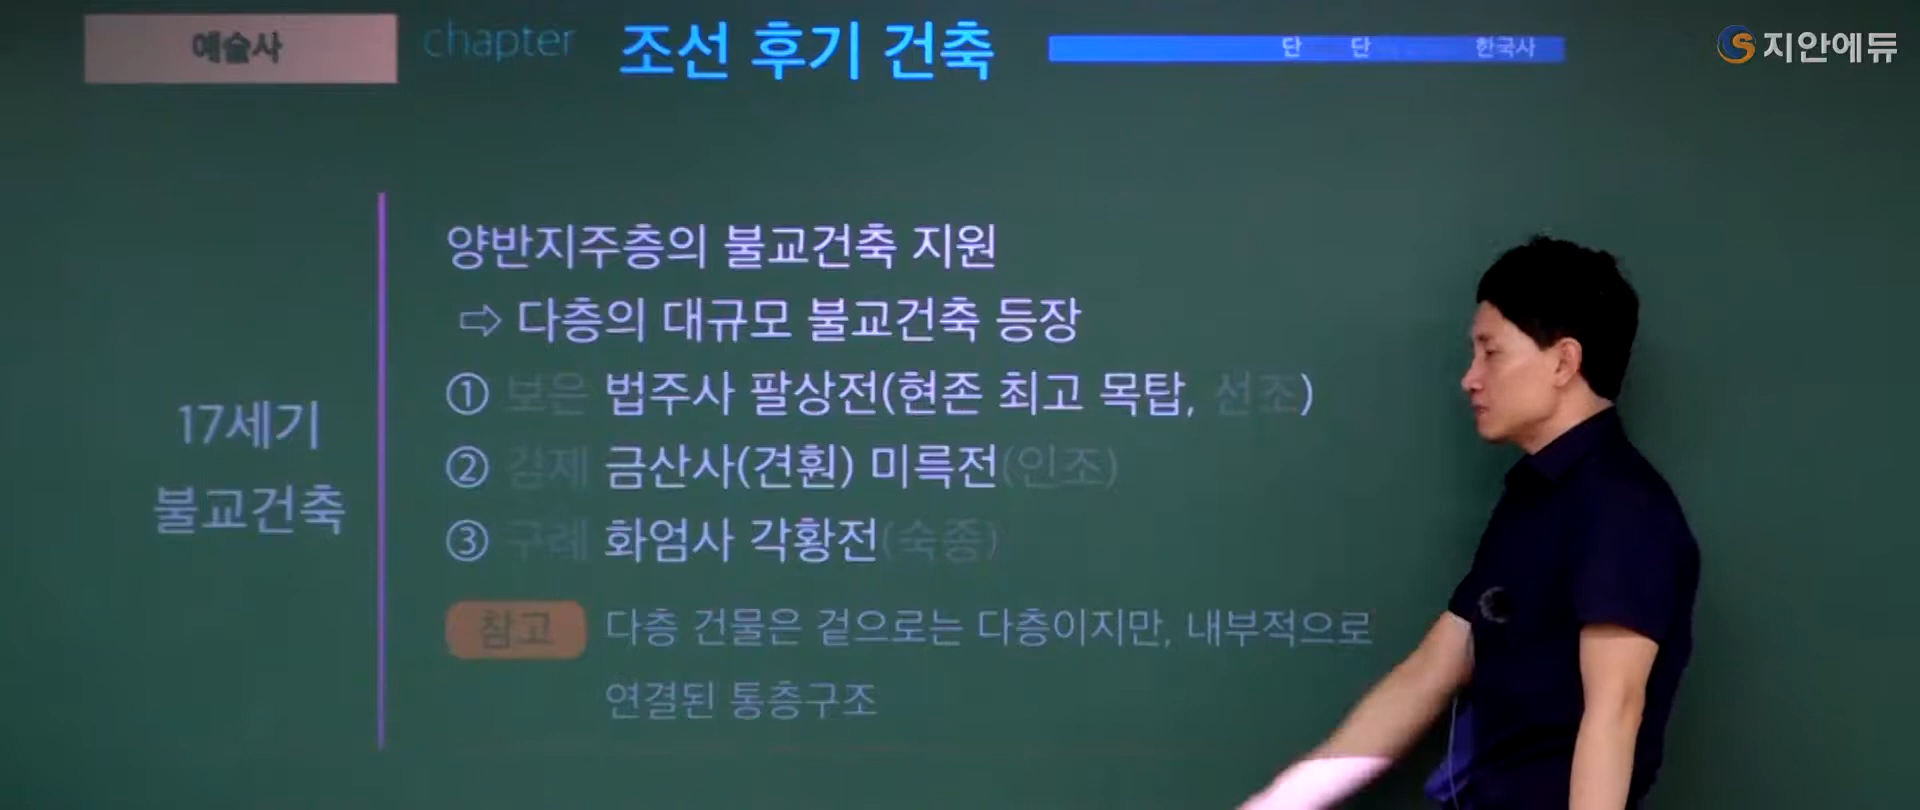 예술사 chapter 조선 후기 건축 단 단 한국사
지안에듀
17세기
불교건축
양반지주층의 불교건축 지원
⇨ 다층의 대규모 불교건축 등장
① 보은 법주사 팔상전(현존 최고 목탑, 선조)
② 김제 금산사(견훤) 미륵전(인조)
③ 구례 화엄사 각황전(숙종)
참고 다층 건물은 겉으로는 다층이지만, 내부적으로
연결된 통층구조